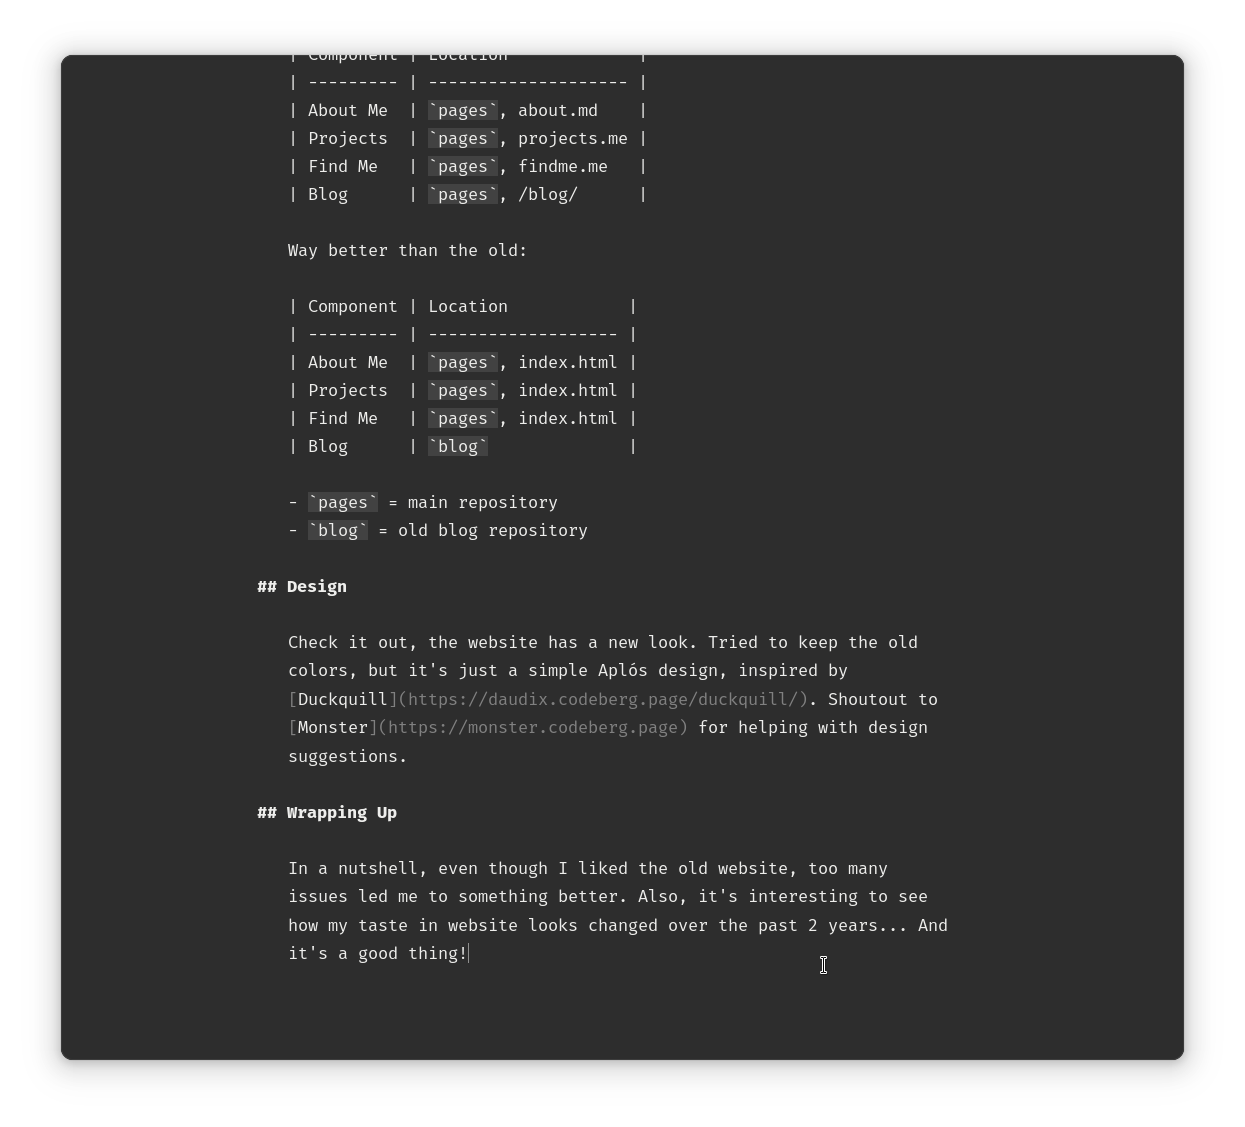 | Component | Location             |
| --------- | -------------------- |
| About Me  | `pages`, about.md    |
| Projects  | `pages`, projects.me |
| Find Me   | `pages`, findme.me   |
| Blog      | `pages`, /blog/      |
Way better than the old:
| Component | Location            |
| --------- | ------------------- |
| About Me  | `pages`, index.html |
| Projects  | `pages`, index.html |
| Find Me   | `pages`, index.html |
| Blog      | `blog`              |
- `pages` = main repository
- `blog` = old blog repository
## Design
Check it out, the website has a new look. Tried to keep the old
colors, but it's just a simple Aplós design, inspired by
[Duckquill](https://daudix.codeberg.page/duckquill/). Shoutout to
[Monster](https://monster.codeberg.page) for helping with design
suggestions.
## Wrapping Up
In a nutshell, even though I liked the old website, too many
issues led me to something better. Also, it's interesting to see
how my taste in website looks changed over the past 2 years... And
it's a good thing!